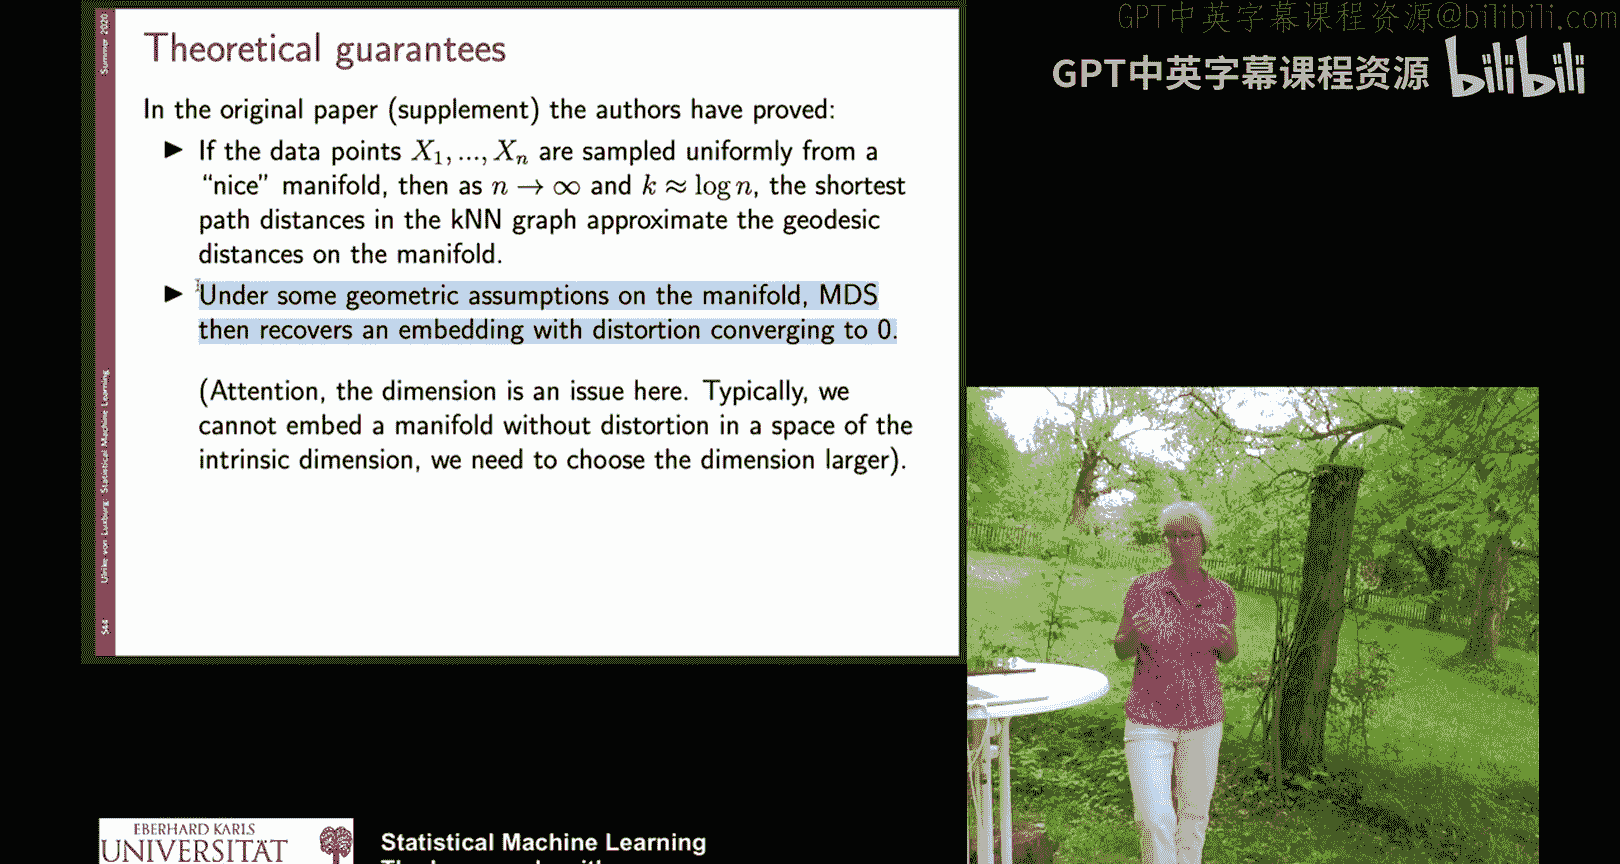 GPT中英字幕课程资源@bilibili.com
GPT中英字幕课程资源 bilibili
Summer 2020
Theoretical guarantees
In the original paper (supplement) the authors have proved:
▶ If the data points X₁, ..., Xₙ are sampled uniformly from a
“nice” manifold, then as n → ∞ and k ≈ log n, the shortest
path distances in the kNN graph approximate the geodesic
distances on the manifold.
▶ Under some geometric assumptions on the manifold, MDS
then recovers an embedding with distortion converging to 0.
(Attention, the dimension is an issue here. Typically, we
cannot embed a manifold without distortion in a space of the
intrinsic dimension, we need to choose the dimension larger).
Ulrike von Luxburg: Statistical Machine Learning
544
EBERHARD KARLS
UNIVERSITÄT
Statistical Machine Learning